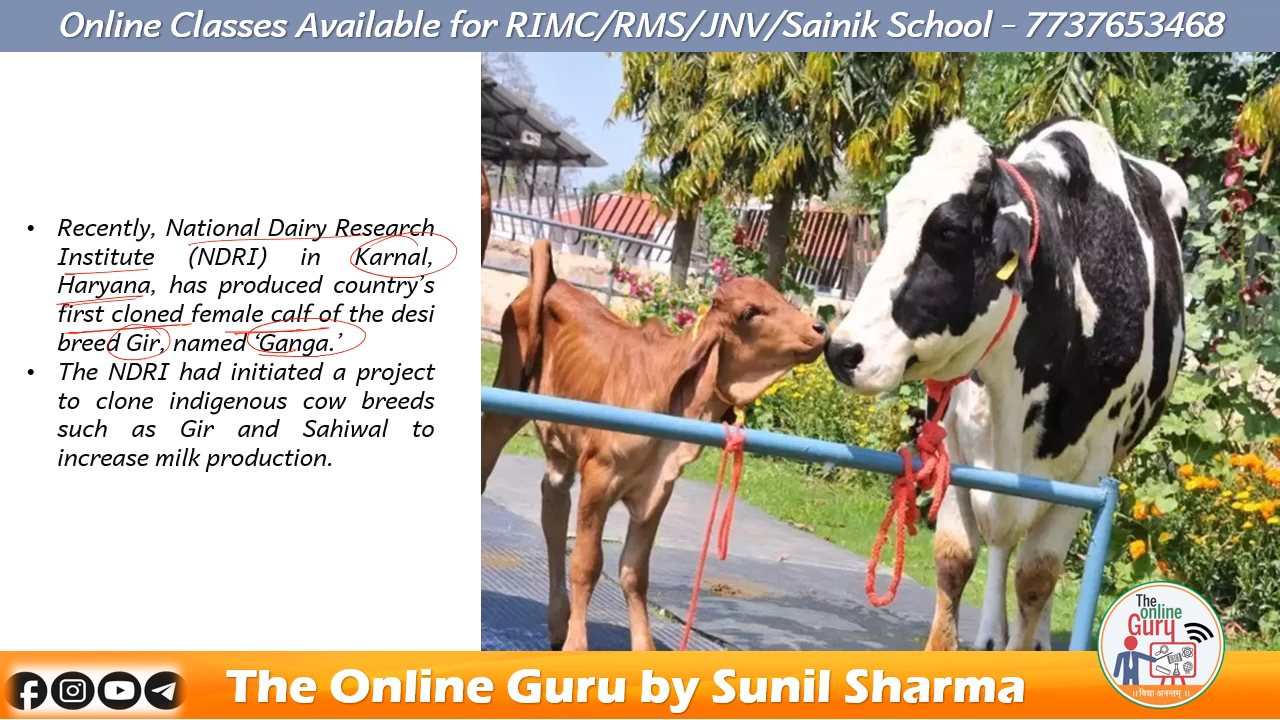 Online Classes Available for RIMC/RMS/JNV/Sainik School – 7737653468
• Recently, National Dairy Research
Institute (NDRI) in Karnal,
Haryana, has produced country's
first cloned female calf of the desi
breed Gir, named ‘Ganga.’
• The NDRI had initiated a project
to clone indigenous cow breeds
such as Gir and Sahiwal to
increase milk production.
The
online
Guru
|| विद्या अनन्तम् ||
The Online Guru by Sunil Sharma